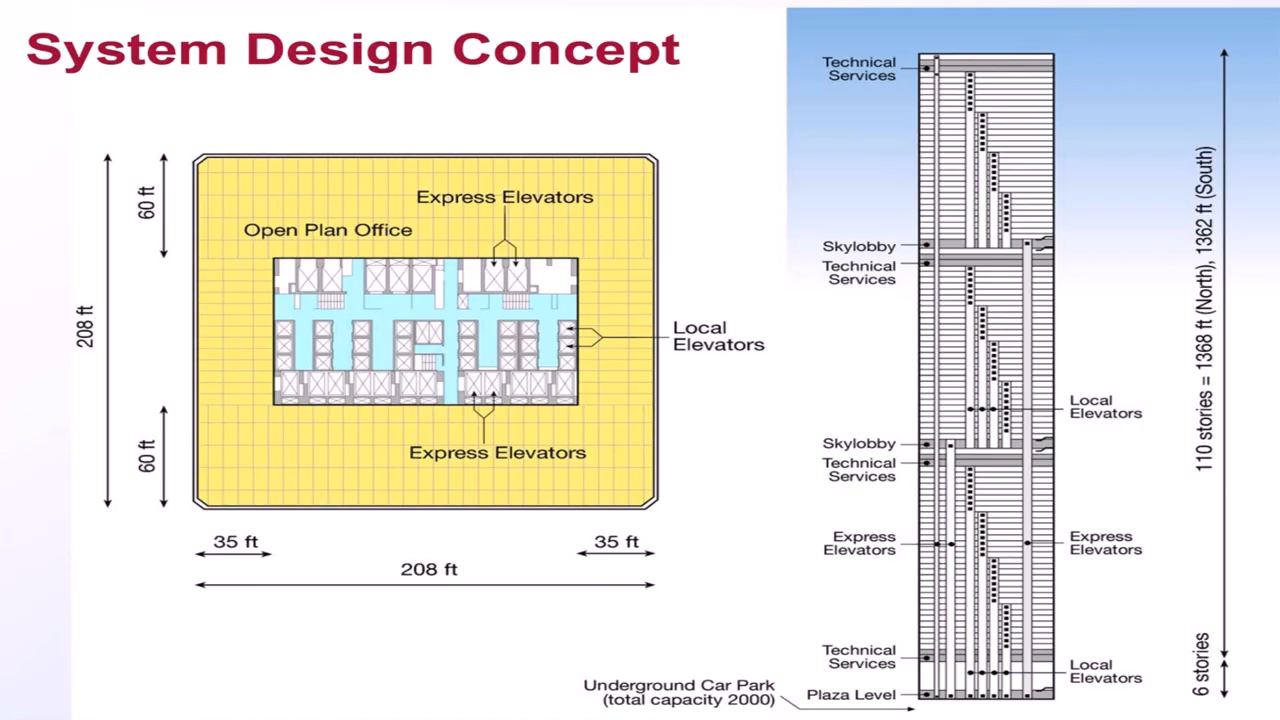 System Design Concept
Express Elevators
Open Plan Office
60 ft
208 ft
60 ft
Local
Elevators
Express Elevators
35 ft
35 ft
208 ft
Technical
Services
Skylobby
Technical
Services
Skylobby
Technical
Services
Express
Elevators
Technical
Services
Plaza Level
Underground Car Park
(total capacity 2000)
Local
Elevators
Express
Elevators
Local
Elevators
110 stories = 1368 ft (North), 1362 ft (South)
6 stories